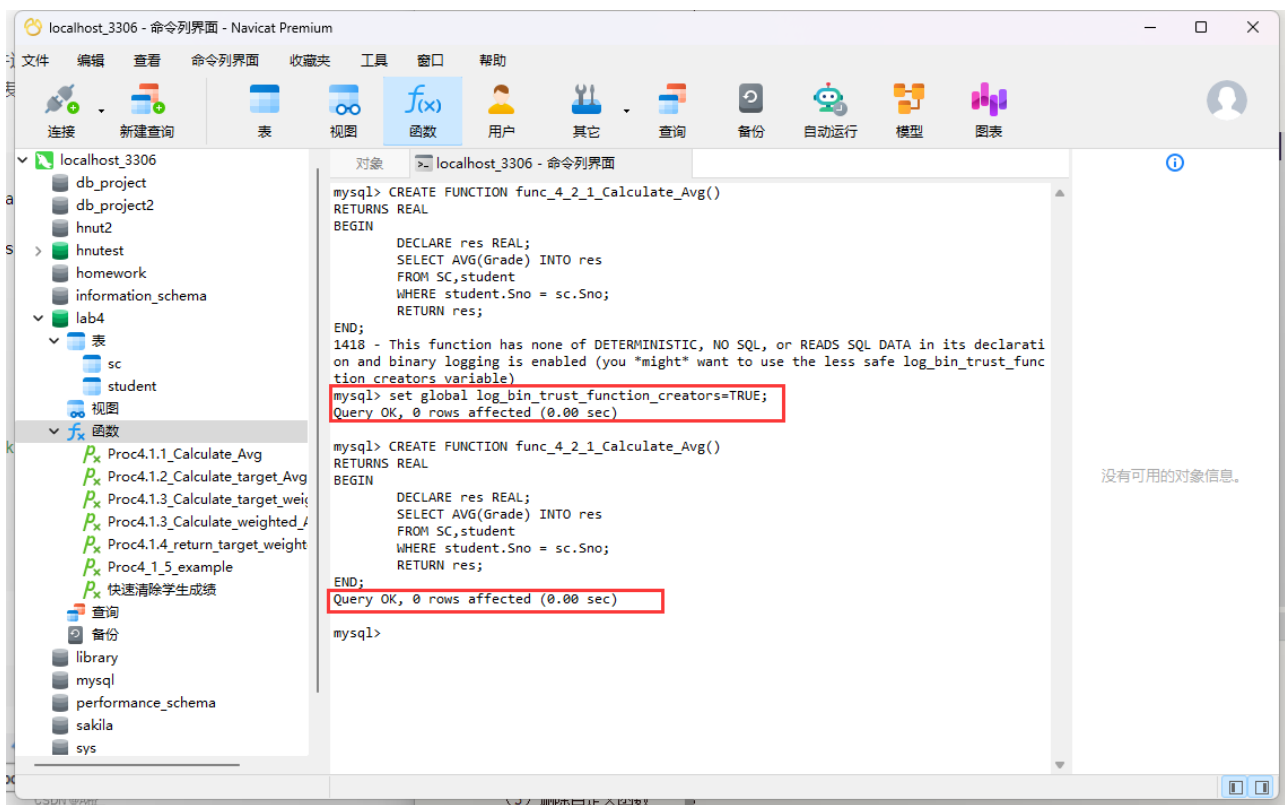 localhost_3306 - 命令列界面 - Navicat Premium
文件 编辑 查看 命令列界面 收藏夹 工具 窗口 帮助
连接 新建查询 表 视图 函数 用户 其它 查询 备份 自动运行 模型 图表
localhost_3306
db_project
db_project2
hnut2
hnutest
homework
information_schema
lab4
表
sc
student
视图
函数
Proc4.1.1_Calculate_Avg
Proc4.1.2_Calculate_target_Avg
Proc4.1.3_Calculate_target_weig
Proc4.1.3_Calculate_weighted_A
Proc4.1.4_return_target_weight
Proc4_1_5_example
快速清除学生成绩
查询
备份
library
mysql
performance_schema
sakila
sys
对象 localhost_3306 - 命令列界面
mysql> CREATE FUNCTION func_4_2_1_Calculate_Avg()
RETURNS REAL
BEGIN
DECLARE res REAL;
SELECT AVG(Grade) INTO res
FROM SC,student
WHERE student.Sno = sc.Sno;
RETURN res;
END;
1418 - This function has none of DETERMINISTIC, NO SQL, or READS SQL DATA in its declarati
on and binary logging is enabled (you *might* want to use the less safe log_bin_trust_func
tion_creators variable)
mysql> set global log_bin_trust_function_creators=TRUE;
Query OK, 0 rows affected (0.00 sec)
mysql> CREATE FUNCTION func_4_2_1_Calculate_Avg()
RETURNS REAL
BEGIN
DECLARE res REAL;
SELECT AVG(Grade) INTO res
FROM SC,student
WHERE student.Sno = sc.Sno;
RETURN res;
END;
Query OK, 0 rows affected (0.00 sec)
mysql>
没有可用的对象信息。